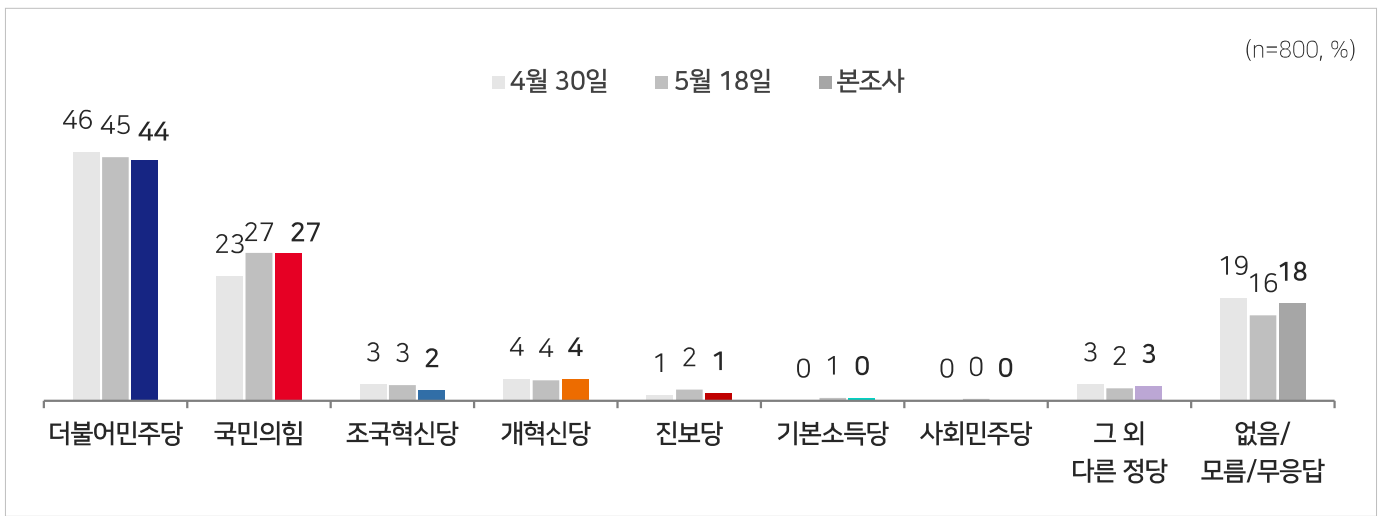 (n=800, %)
4월 30일 5월 18일 본조사
46 45 44
23 27 27
3 3 2
4 4 4
1 2 1
0 1 0
0 0 0
3 2 3
19 16 18
더불어민주당 국민의힘 조국혁신당 개혁신당 진보당 기본소득당 사회민주당 그 외 없음/
다른 정당 모름/무응답